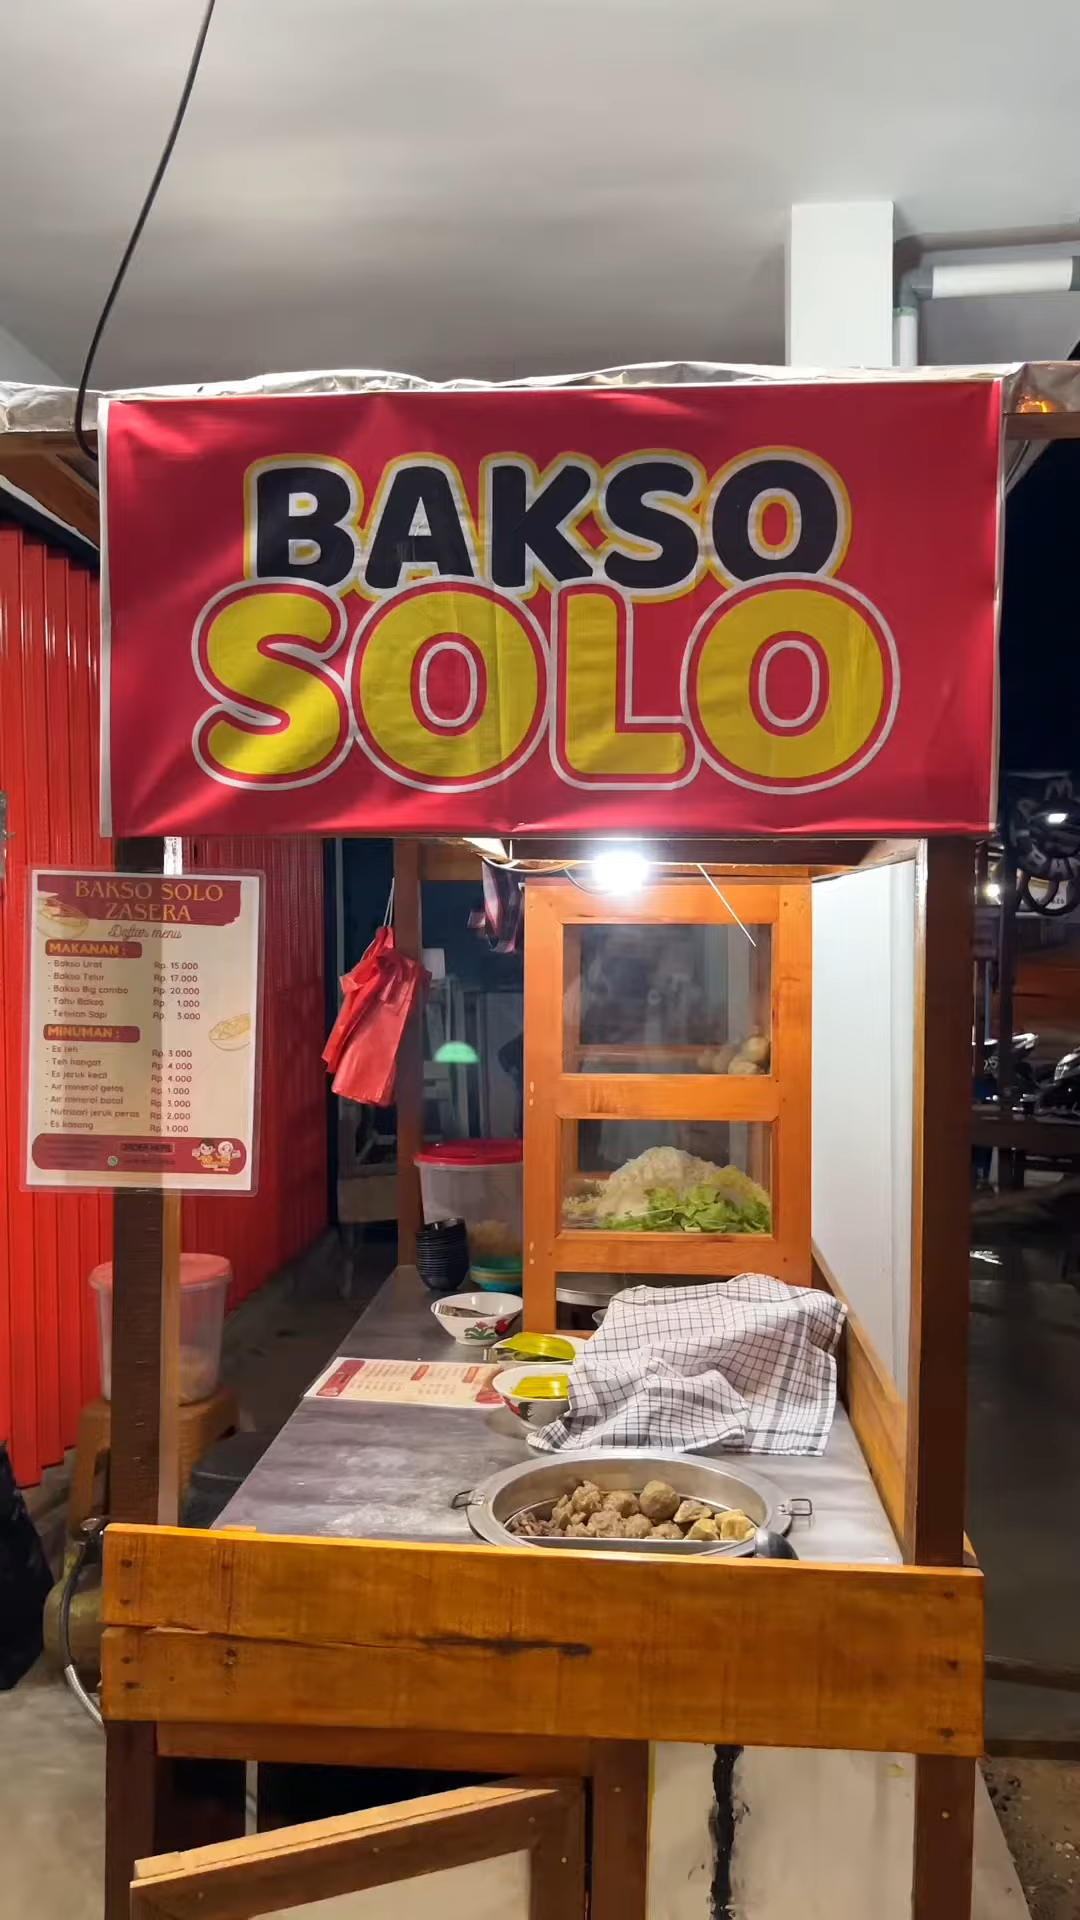 BAKSO
SOLO
BAKSO SOLO
ZASERA
Daftar menu
MAKANAN :
- Bakso Urat Rp. 15.000
- Bakso Telur Rp. 17.000
- Bakso Big combo Rp. 20.000
- Tahu Bakso Rp. 1.000
- Tetelan Sapi Rp. 3.000
MINUMAN :
- Es teh Rp. 3.000
- Teh hangat Rp. 4.000
- Es jeruk kecil Rp. 4.000
- Air mineral gelas Rp. 1.000
- Air mineral botol Rp. 3.000
- Nutrisari jeruk peras Rp. 2.000
- Es kosong Rp. 1.000